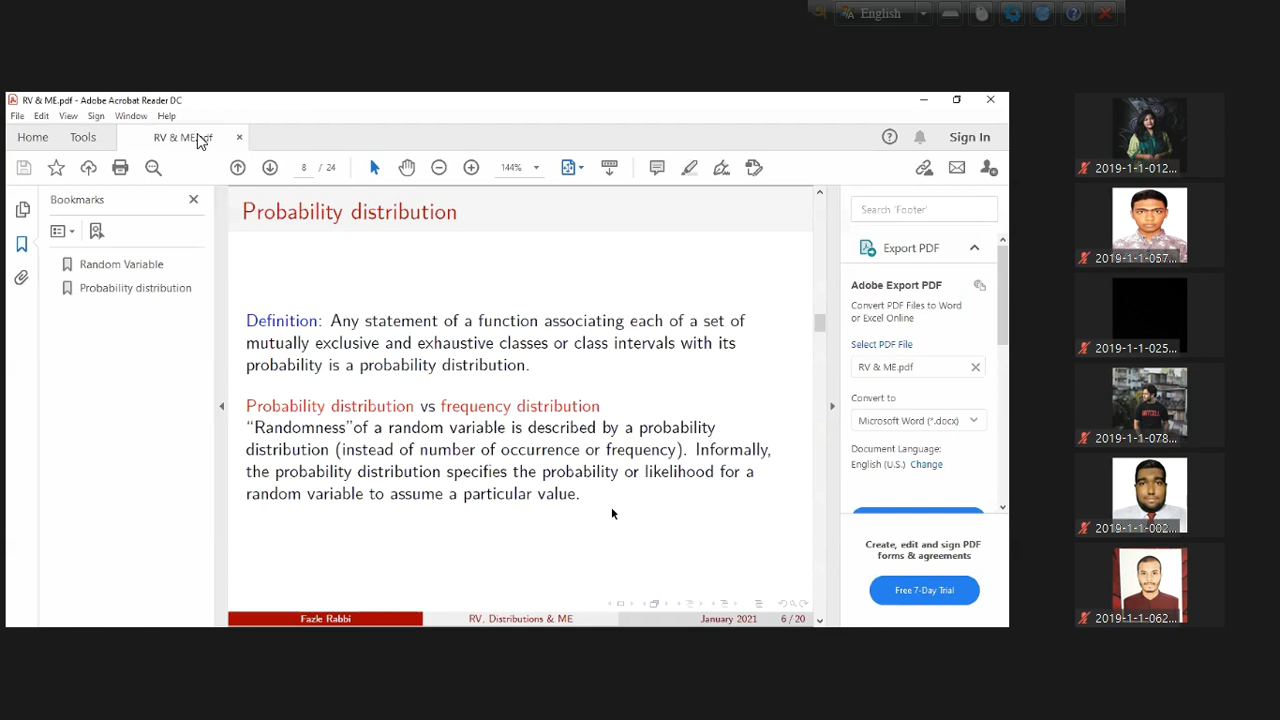 English
RV & ME.pdf - Adobe Acrobat Reader DC
File Edit View Sign Window Help
Home Tools RV & ME.pdf Sign In
8 / 24 144%
Bookmarks
Random Variable
Probability distribution
Probability distribution
Definition: Any statement of a function associating each of a set of
mutually exclusive and exhaustive classes or class intervals with its
probability is a probability distribution.
Probability distribution vs frequency distribution
“Randomness”of a random variable is described by a probability
distribution (instead of number of occurrence or frequency). Informally,
the probability distribution specifies the probability or likelihood for a
random variable to assume a particular value.
Fazle Rabbi RV, Distributions & ME January 2021 6 / 20
Search 'Footer'
Export PDF
Adobe Export PDF
Convert PDF Files to Word
or Excel Online
Select PDF File
RV & ME.pdf
Convert to
Microsoft Word (*.docx)
Document Language:
English (U.S.) Change
Create, edit and sign PDF
forms & agreements
Free 7-Day Trial
2019-1-1-012...
2019-1-1-057...
2019-1-1-025...
2019-1-1-078...
2019-1-1-002...
2019-1-1-062...